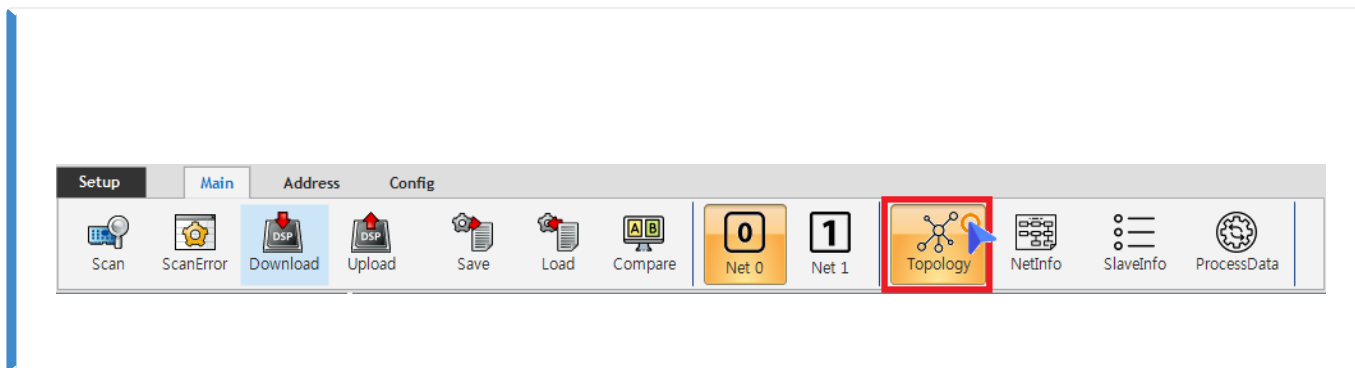 Setup Main Address Config
DSP DSP A B 0 1
Scan ScanError Download Upload Save Load Compare Net 0 Net 1 Topology NetInfo SlaveInfo ProcessData